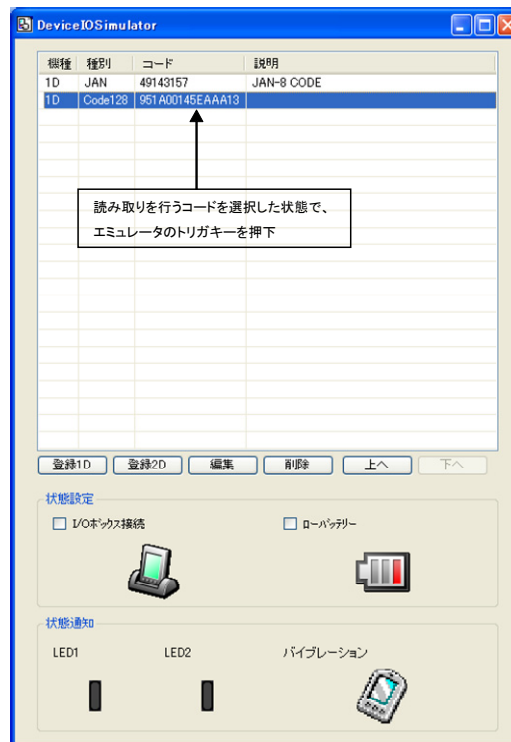 DeviceIOSimulator
機種 種別 コード 説明
1D JAN 49143157 JAN-8 CODE
1D Code128 951A00145EAAA13
読み取りを行うコードを選択した状態で、
エミュレータのトリガキーを押下
登録1D 登録2D 編集 削除 上へ 下へ
状態設定
I/Oボックス接続 ローバッテリー
状態通知
LED1 LED2 バイブレーション